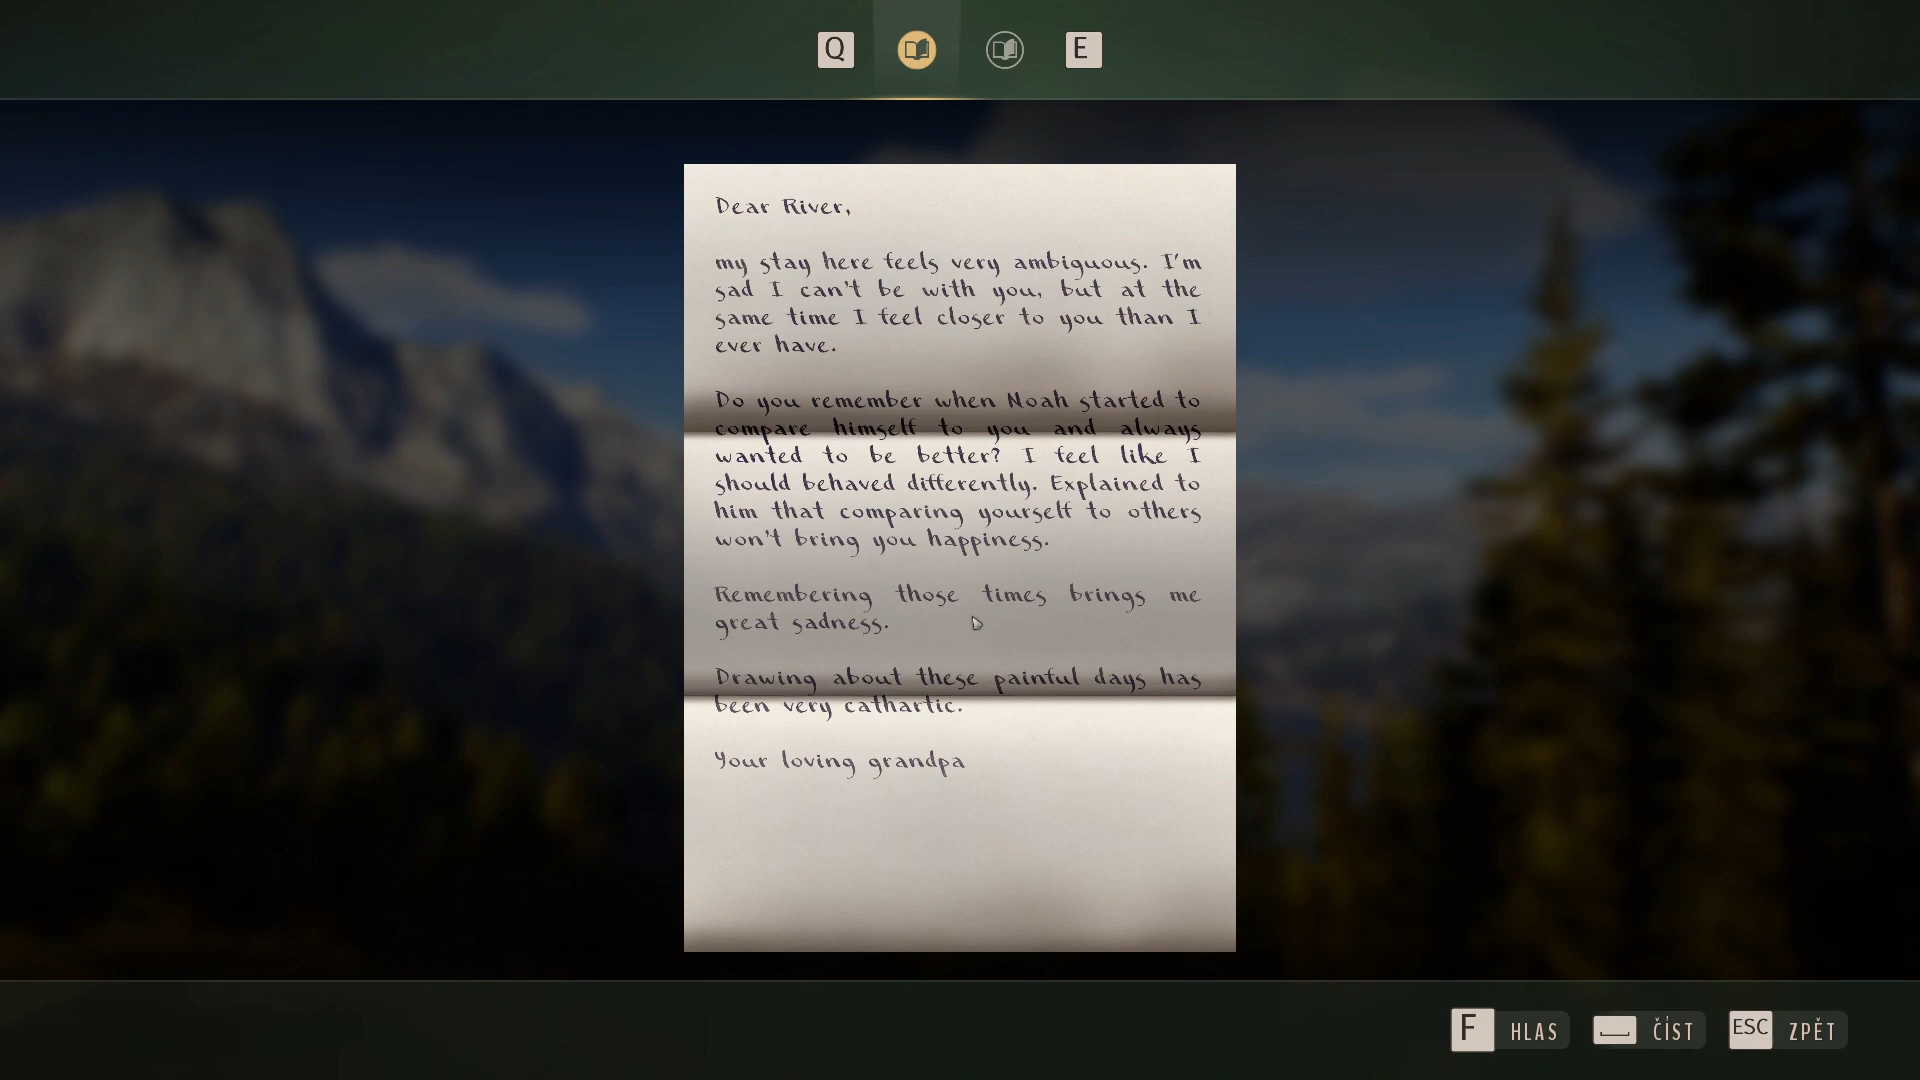 Q E
Dear River,
my stay here feels very ambiguous. I'm
sad I can't be with you, but at the
same time I feel closer to you than I
ever have.
Do you remember when Noah started to
compare himself to you and always
wanted to be better? I feel like I
should behaved differently. Explained to
him that comparing yourself to others
won't bring you happiness.
Remembering those times brings me
great sadness.
Drawing about these painful days has
been very cathartic.
Your loving grandpa
F HLAS ČÍST ESC ZPĚT